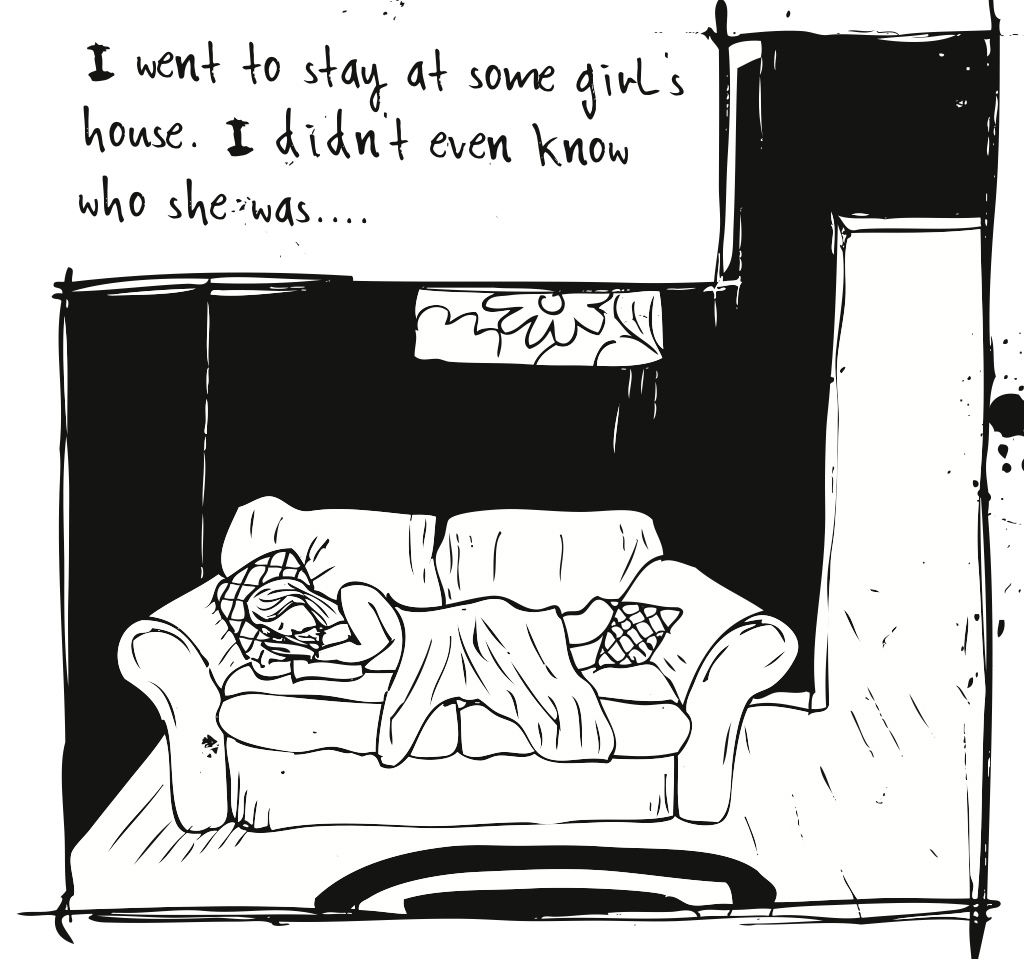 I went to stay at some girl's
house. I didn't even know
who she was....